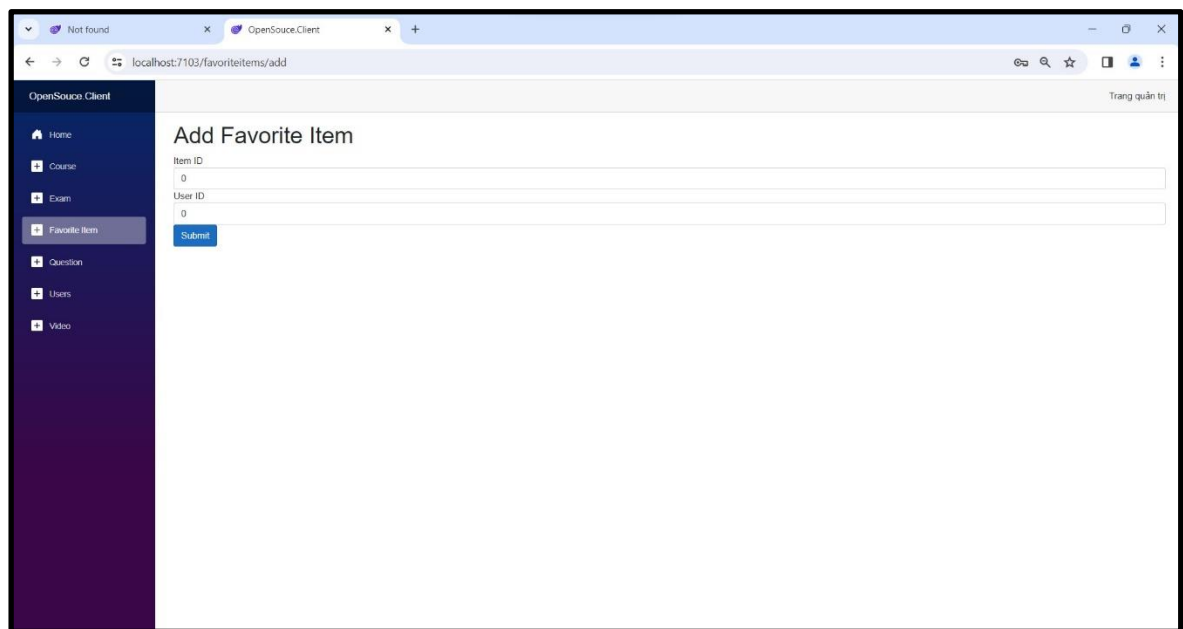 Not found
OpenSouce.Client
localhost:7103/favoriteitems/add
OpenSouce.Client
Trang quản trị
Home
Course
Exam
Favorite Item
Question
Users
Video
Add Favorite Item
Item ID
0
User ID
0
Submit